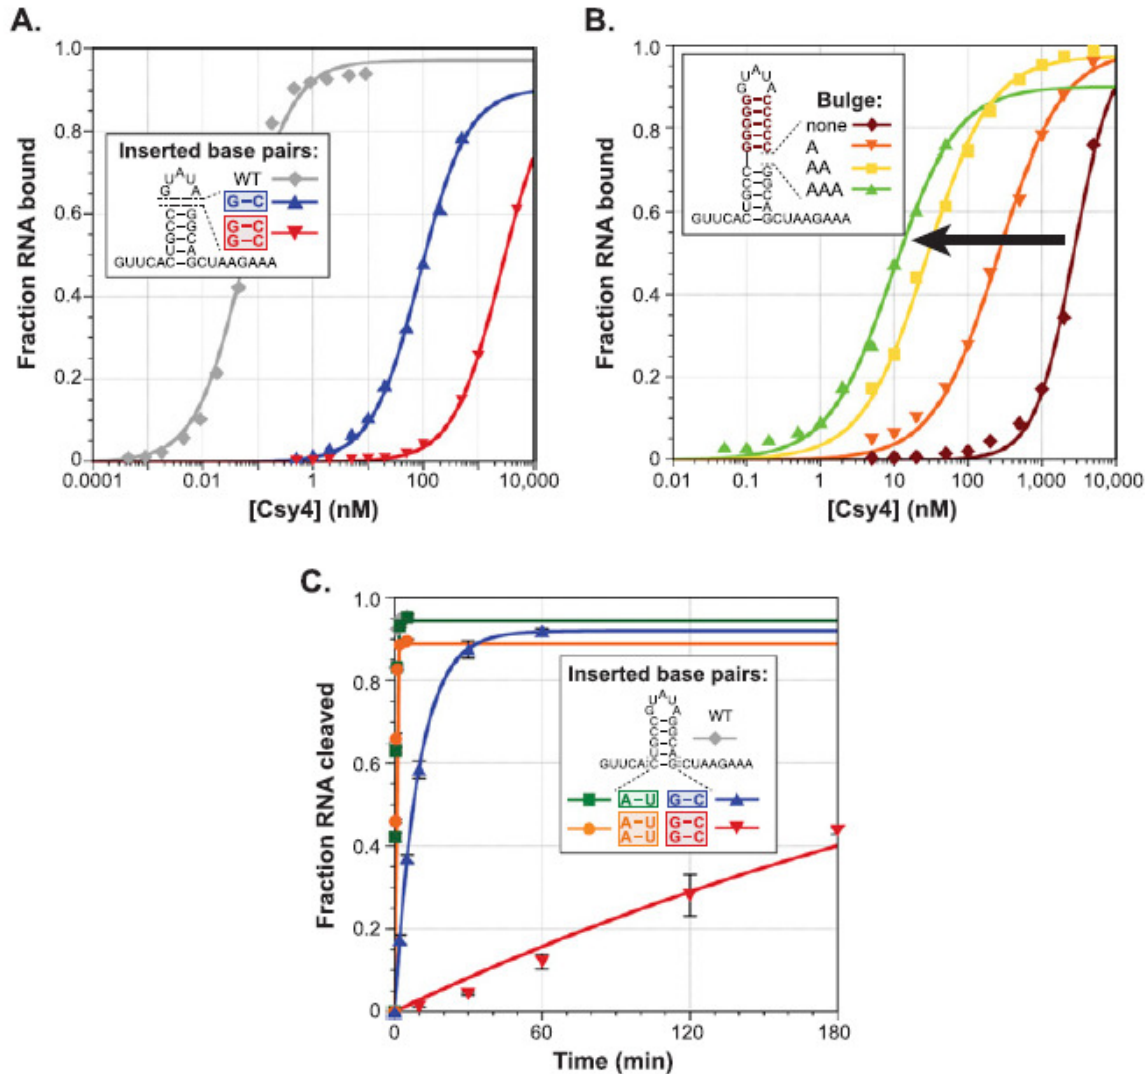 A.
Fraction RNA bound
1.0
0.8
0.6
0.4
0.2
0
Inserted base pairs:
WT
G–C
G–C
G–C
U A U
G A
C–G
C–G
G–C
U–A
GUUCAC–GCUAAGAAA
0.0001
0.01
1
100
10,000
[Csy4] (nM)
B.
Fraction RNA bound
1.0
0.8
0.6
0.4
0.2
0
Bulge:
none
A
AA
AAA
U A U
G A
G–C
G–C
G–C
G–C
G–C
C–G
C–G
G–C
U–A
GUUCAC–GCUAAGAAA
0.01
0.1
1
10
100
1,000
10,000
[Csy4] (nM)
C.
Fraction RNA cleaved
1.0
0.8
0.6
0.4
0.2
0
Inserted base pairs:
WT
U A U
G A
C–G
C–G
G–C
U–A
GUUCA C–G CUAAGAAA
A–U
G–C
A–U
A–U
G–C
G–C
0
60
120
180
Time (min)